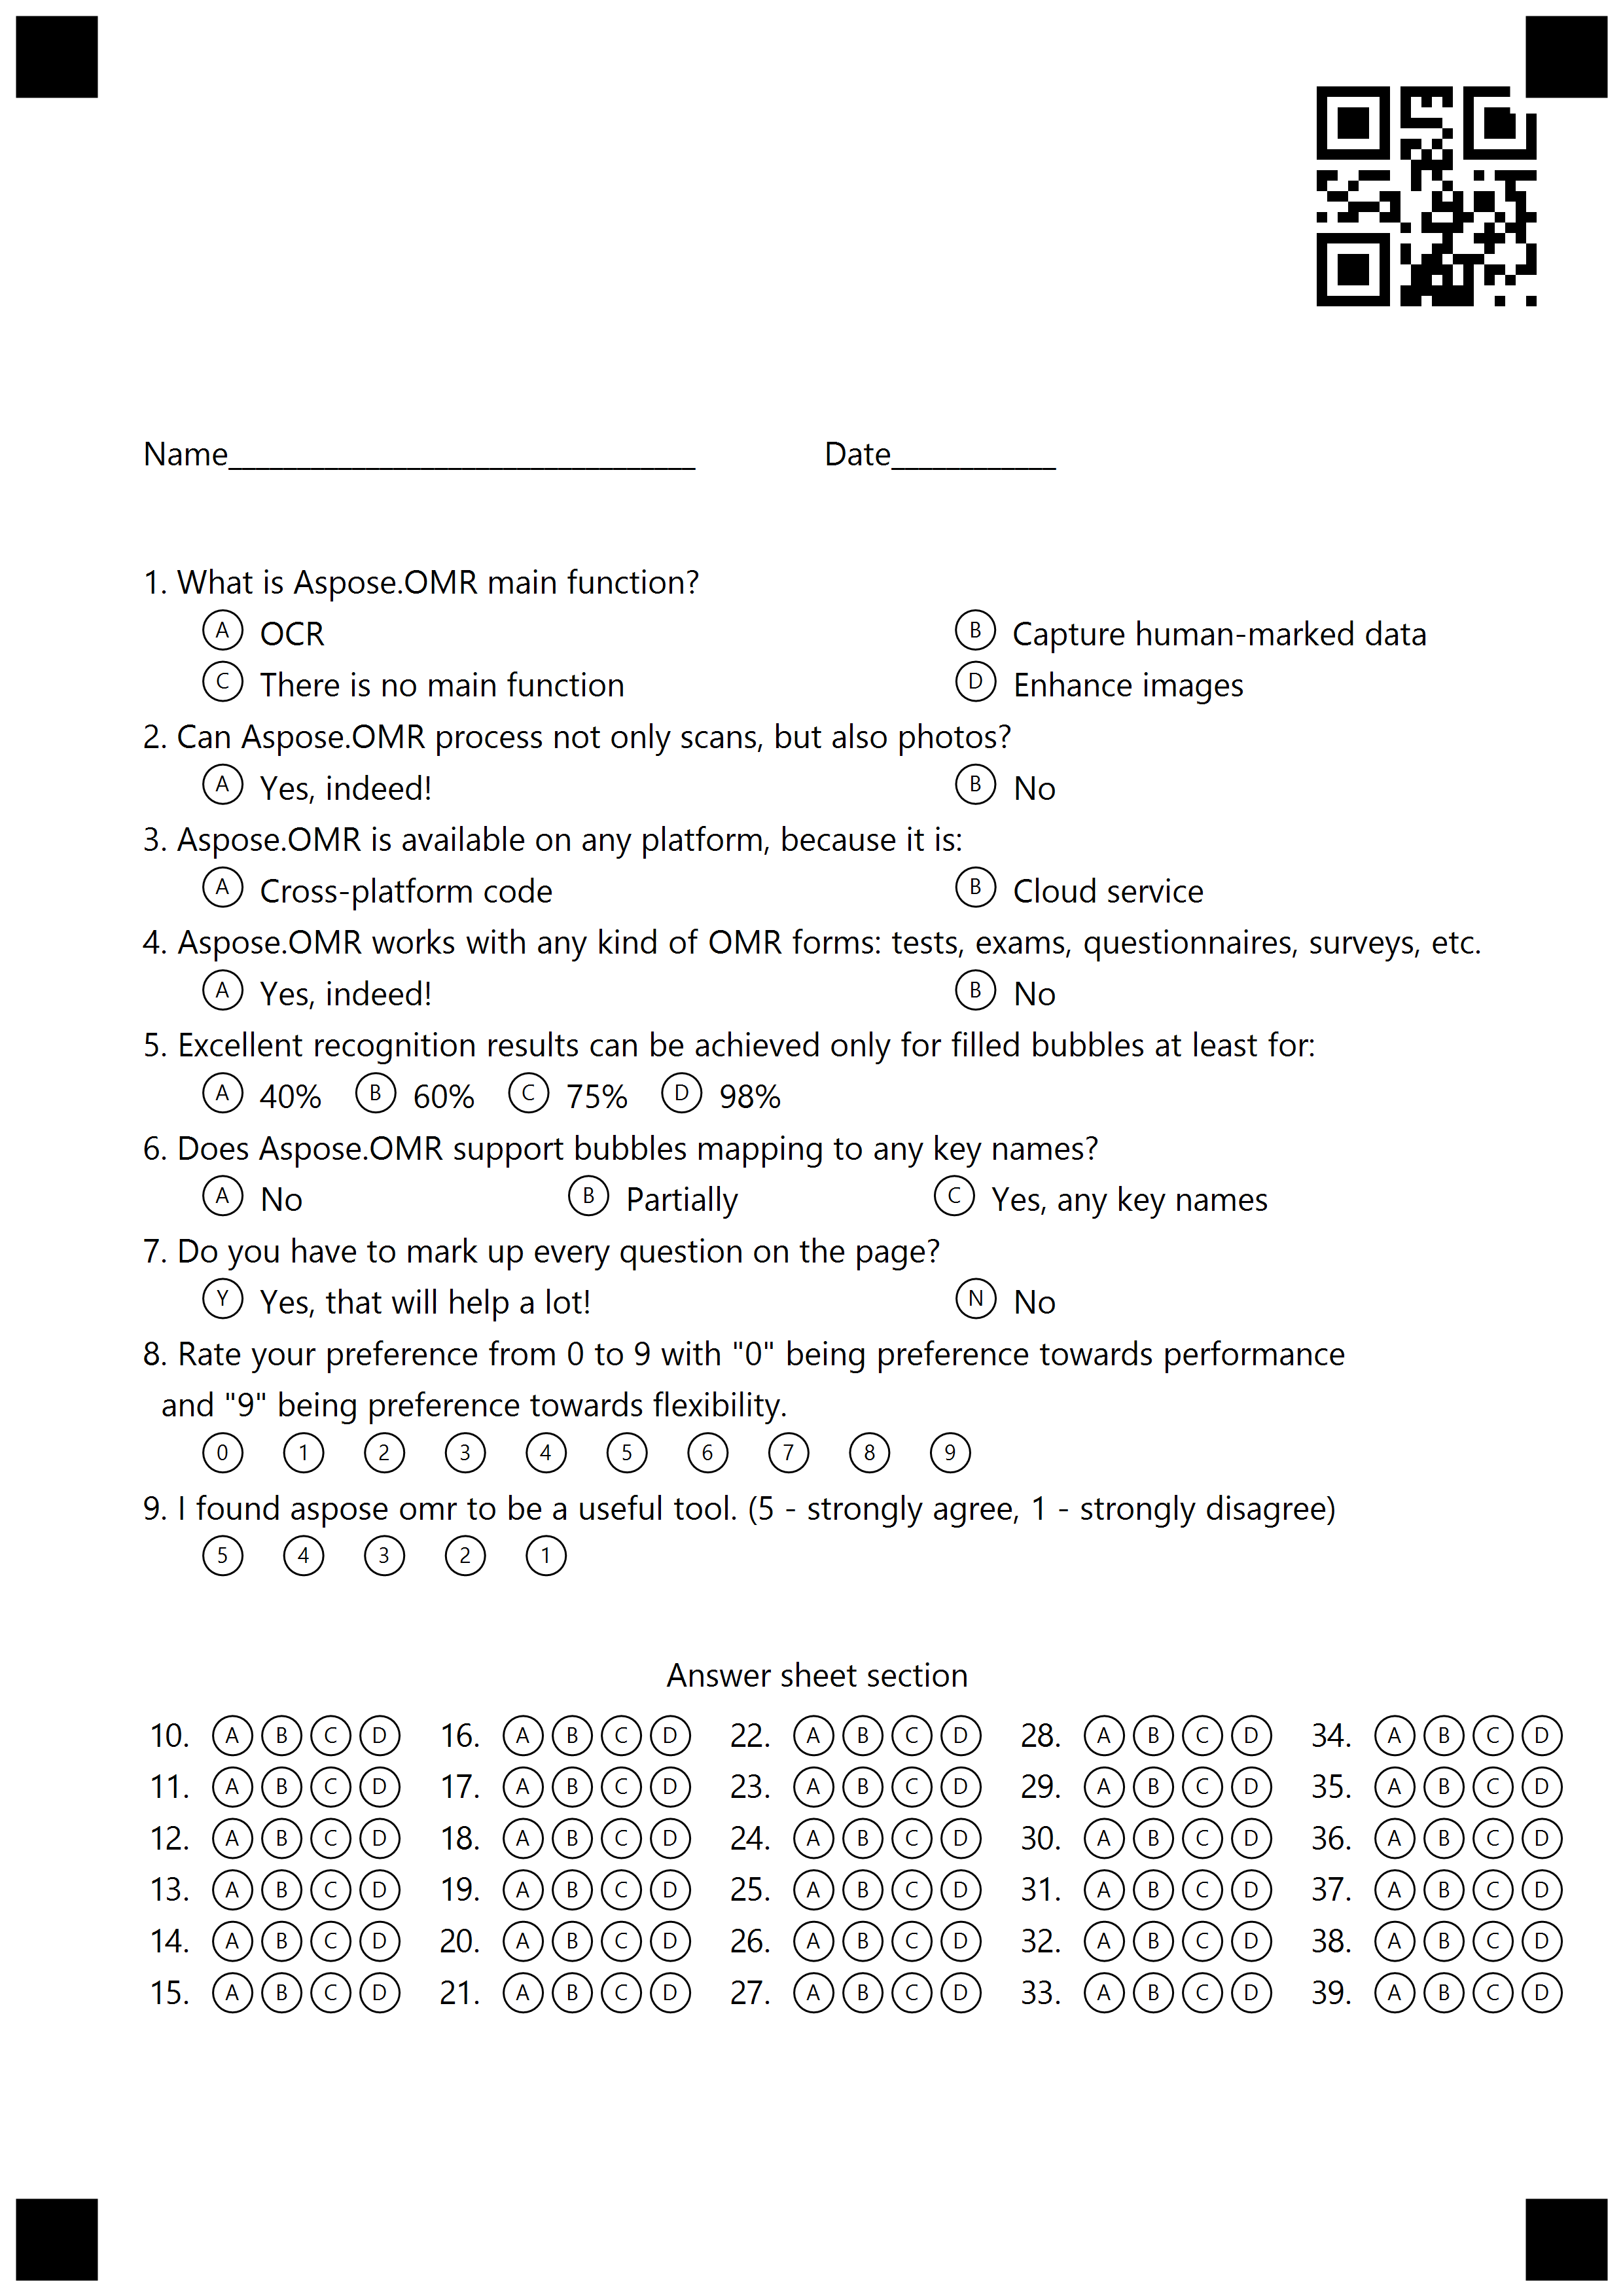 Name__________________________________ Date____________
1. What is Aspose.OMR main function?
A OCR B Capture human-marked data
C There is no main function D Enhance images
2. Can Aspose.OMR process not only scans, but also photos?
A Yes, indeed! B No
3. Aspose.OMR is available on any platform, because it is:
A Cross-platform code B Cloud service
4. Aspose.OMR works with any kind of OMR forms: tests, exams, questionnaires, surveys, etc.
A Yes, indeed! B No
5. Excellent recognition results can be achieved only for filled bubbles at least for:
A 40% B 60% C 75% D 98%
6. Does Aspose.OMR support bubbles mapping to any key names?
A No B Partially C Yes, any key names
7. Do you have to mark up every question on the page?
Y Yes, that will help a lot! N No
8. Rate your preference from 0 to 9 with "0" being preference towards performance
and "9" being preference towards flexibility.
0 1 2 3 4 5 6 7 8 9
9. I found aspose omr to be a useful tool. (5 - strongly agree, 1 - strongly disagree)
5 4 3 2 1
Answer sheet section
10. A B C D 16. A B C D 22. A B C D 28. A B C D 34. A B C D
11. A B C D 17. A B C D 23. A B C D 29. A B C D 35. A B C D
12. A B C D 18. A B C D 24. A B C D 30. A B C D 36. A B C D
13. A B C D 19. A B C D 25. A B C D 31. A B C D 37. A B C D
14. A B C D 20. A B C D 26. A B C D 32. A B C D 38. A B C D
15. A B C D 21. A B C D 27. A B C D 33. A B C D 39. A B C D